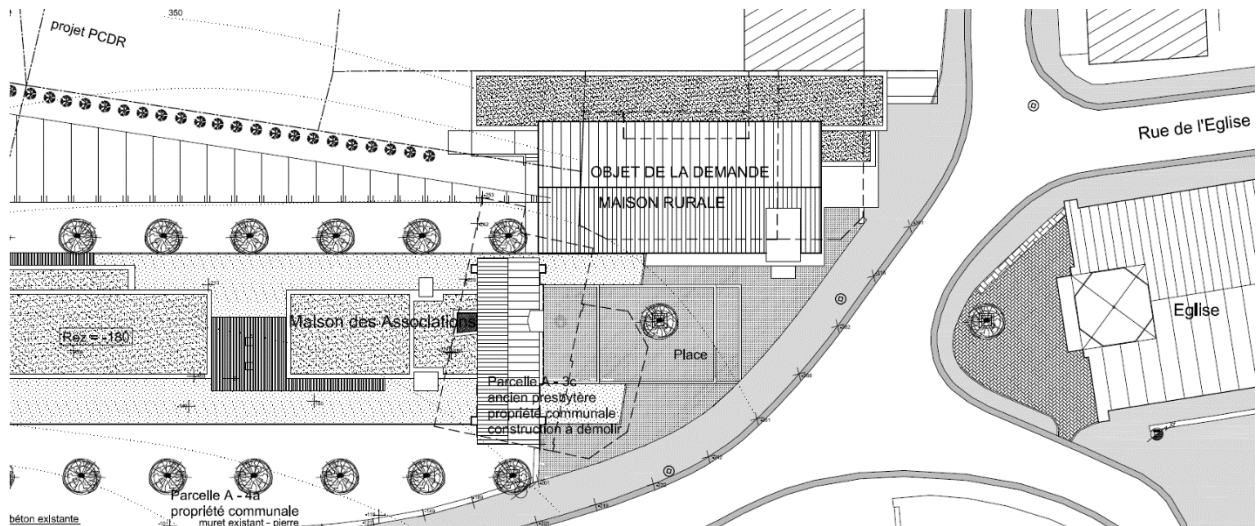 350
projet PCDR
Rue de l'Eglise
OBJET DE LA DEMANDE
MAISON RURALE
Eglise
Maison des Associations
Rez = -180
Place
Parcelle A - 3c
ancien presbytère
propriété communale
construction à démolir
Parcelle A - 4a
propriété communale
muret existant - pierre
béton existante